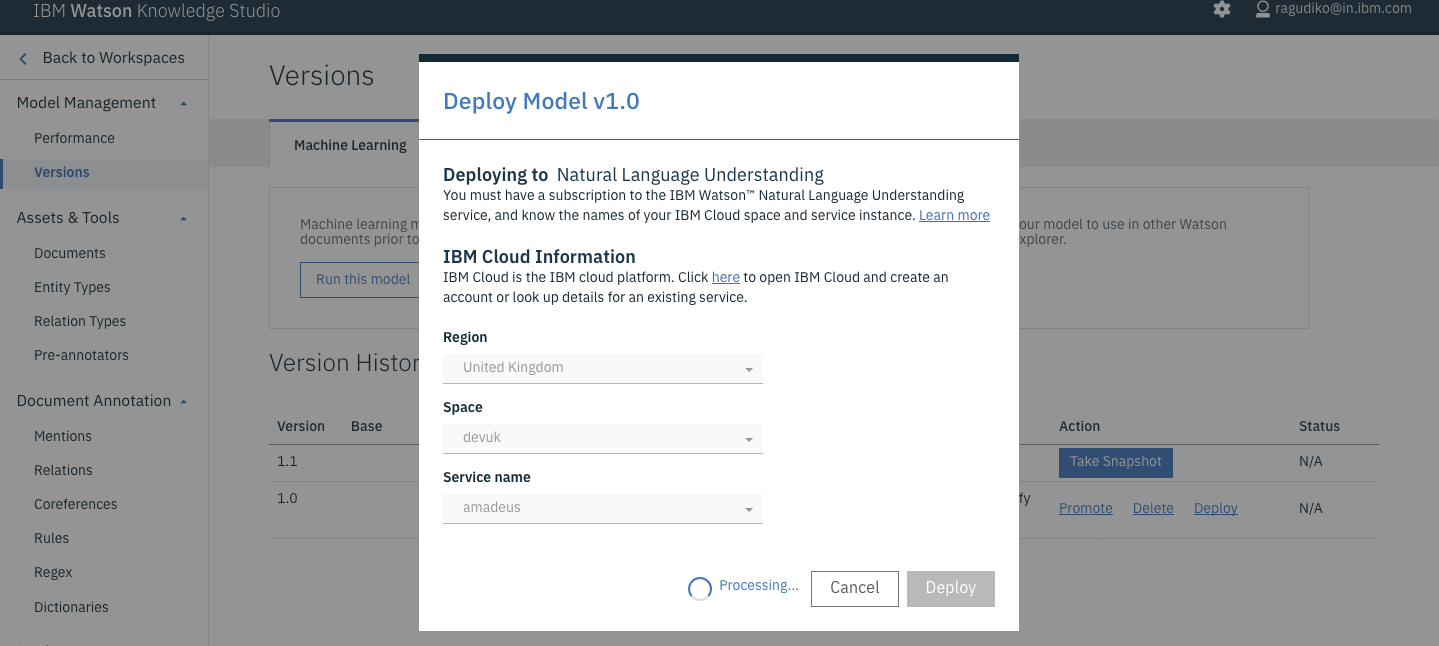 IBM Watson Knowledge Studio
ragudiko@in.ibm.com
Back to Workspaces
Model Management
Performance
Versions
Assets & Tools
Documents
Entity Types
Relation Types
Pre-annotators
Document Annotation
Mentions
Relations
Coreferences
Rules
Regex
Dictionaries
Versions
Machine Learning
Machine learning m
documents prior to
our model to use in other Watson
xplorer.
Run this model
Version Histor
Version Base Action Status
1.1 Take Snapshot N/A
1.0 fy Promote Delete Deploy N/A
Deploy Model v1.0
Deploying to Natural Language Understanding
You must have a subscription to the IBM Watson™ Natural Language Understanding
service, and know the names of your IBM Cloud space and service instance. Learn more
IBM Cloud Information
IBM Cloud is the IBM cloud platform. Click here to open IBM Cloud and create an
account or look up details for an existing service.
Region
United Kingdom
Space
devuk
Service name
amadeus
Processing... Cancel Deploy